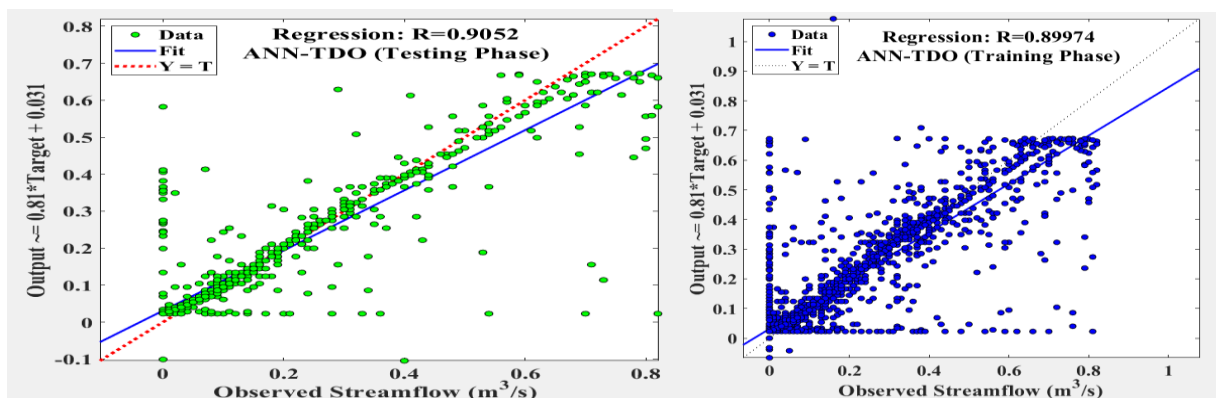 Output ~= 0.81*Target + 0.031
0.8
0.7
0.6
0.5
0.4
0.3
0.2
0.1
0
-0.1
Data
Fit
Y = T
Regression: R=0.9052
ANN-TDO (Testing Phase)
0
0.2
0.4
0.6
0.8
Observed Streamflow (m³/s)
Output ~= 0.81*Target + 0.031
1
0.9
0.8
0.7
0.6
0.5
0.4
0.3
0.2
0.1
0
Data
Fit
Y = T
Regression: R=0.89974
ANN-TDO (Training Phase)
0
0.2
0.4
0.6
0.8
1
Observed Streamflow (m³/s)